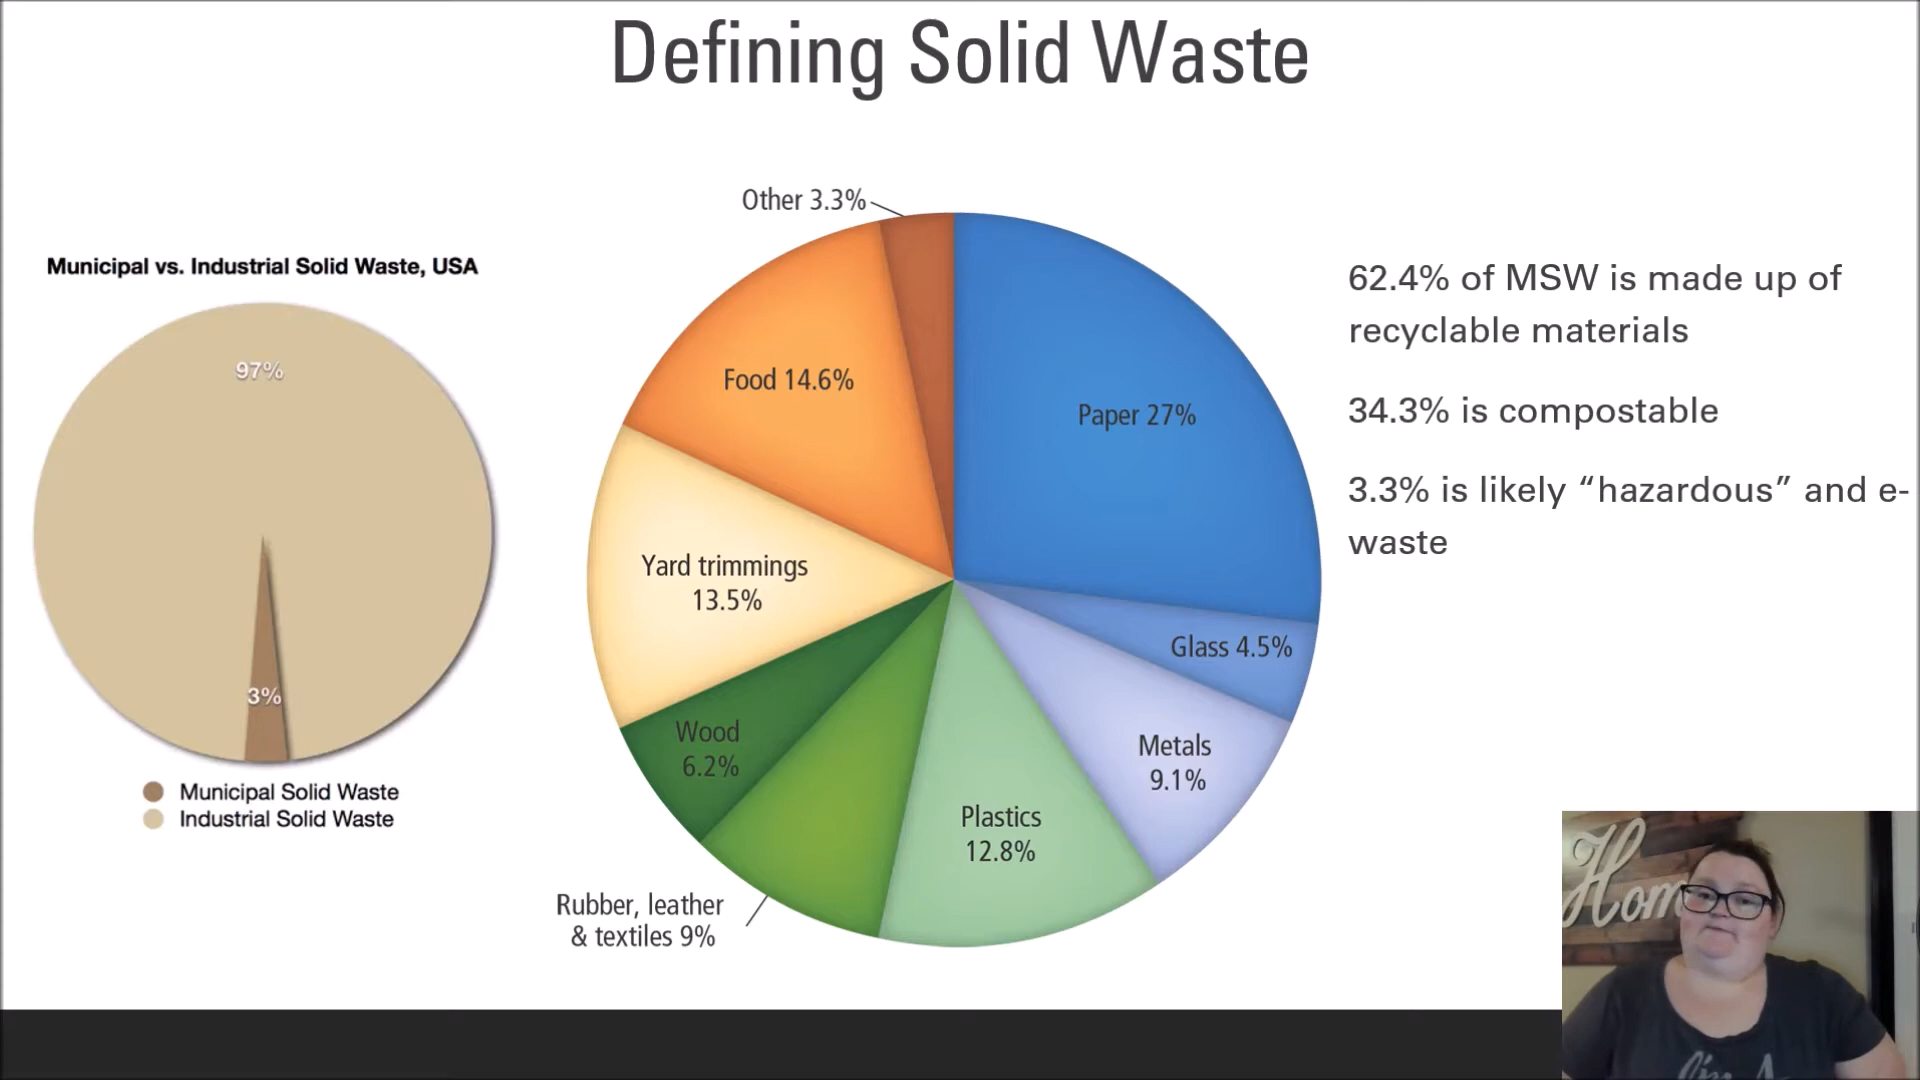 Defining Solid Waste
Municipal vs. Industrial Solid Waste, USA
97%
3%
Municipal Solid Waste
Industrial Solid Waste
Other 3.3%
Food 14.6%
Paper 27%
Yard trimmings
13.5%
Glass 4.5%
Wood
6.2%
Metals
9.1%
Plastics
12.8%
Rubber, leather
& textiles 9%
62.4% of MSW is made up of
recyclable materials
34.3% is compostable
3.3% is likely “hazardous” and e-
waste
Hom